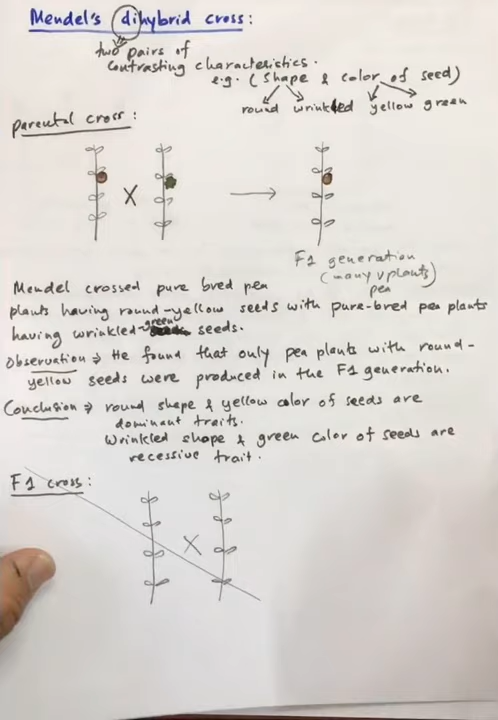 Mendel's dihybrid cross:
two pairs of
contrasting characteristics.
e.g. (shape & color of seed)
round wrinkled yellow green
Parental cross:
X
F1 generation
(many pea plants)
Mendel crossed pure bred pea
plants having round-yellow seeds with pure-bred pea plants
having wrinkled-green seeds.
Observation ⇒ He found that only pea plants with round-
yellow seeds were produced in the F1 generation.
Conclusion ⇒ round shape & yellow color of seeds are
dominant traits.
Wrinkled shape & green color of seeds are
recessive trait.
F1 cross:
X